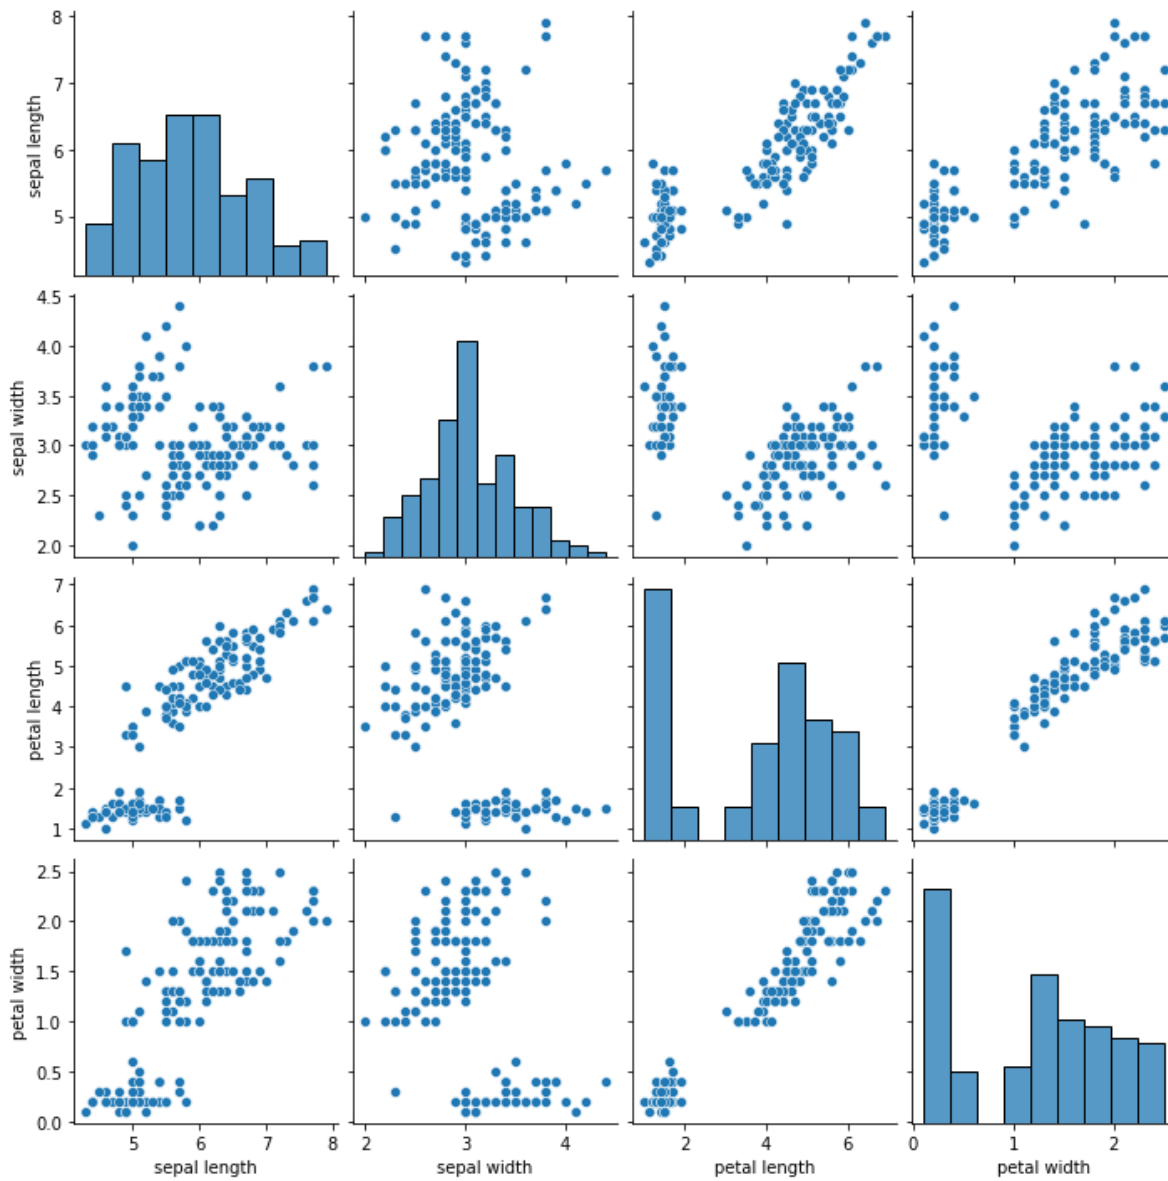 8
7
6
5
sepal length
4.5
4.0
3.5
3.0
2.5
2.0
sepal width
7
6
5
4
3
2
1
petal length
2.5
2.0
1.5
1.0
0.5
0.0
petal width
5 6 7 8
sepal length
2 3 4
sepal width
2 4 6
petal length
0 1 2
petal width